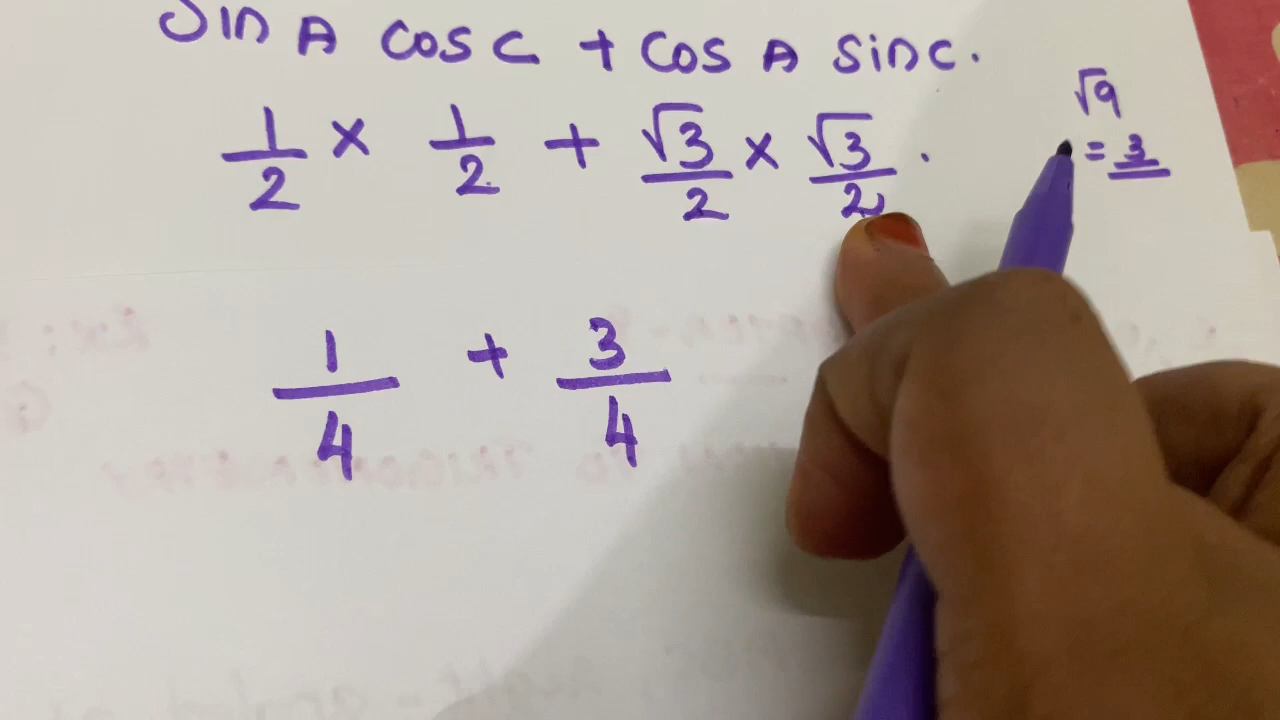 Sin A cos C + cos A sin C.
1/2 × 1/2 + √3/2 × √3/2 .
√9
= 3
1/4 + 3/4